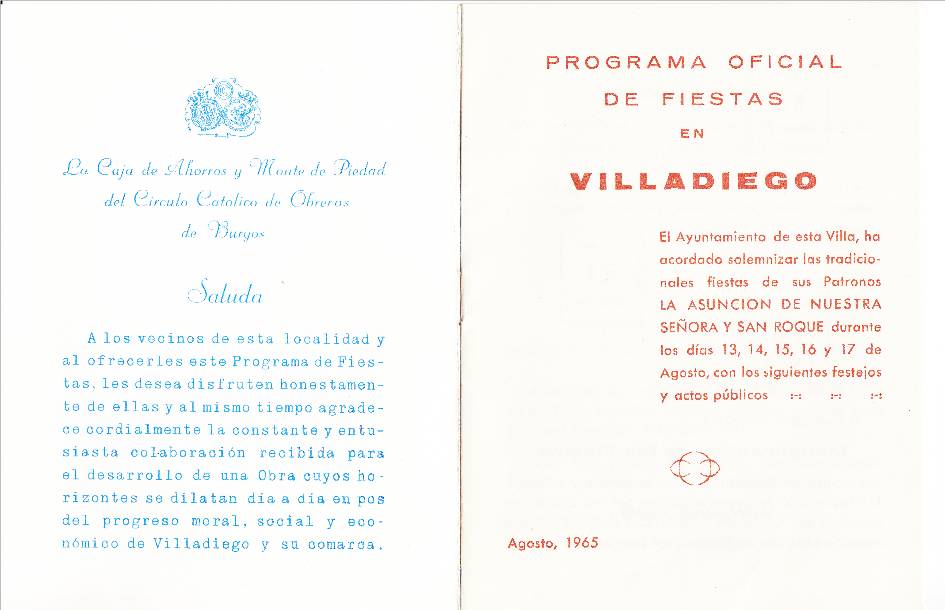 La Caja de Ahorros y Monte de Piedad
del Círculo Católico de Obreros
de Burgos
Saluda
A los vecinos de esta localidad y
al ofrecerles este Programa de Fies-
tas, les desea disfruten honestamen-
te de ellas y al mismo tiempo agrade-
ce cordialmente la constante y entu-
siasta colaboración recibida para
el desarrollo de una Obra cuyos ho-
rizontes se dilatan día a día en pos
del progreso moral, social y eco-
nómico de Villadiego y su comarca.
PROGRAMA OFICIAL
DE FIESTAS
EN
VILLADIEGO
El Ayuntamiento de esta Villa, ha
acordado solemnizar las tradicio-
nales fiestas de sus Patronos
LA ASUNCION DE NUESTRA
SEÑORA Y SAN ROQUE durante
los días 13, 14, 15, 16 y 17 de
Agosto, con los siguientes festejos
y actos públicos :-: :-: :-:
Agosto, 1965